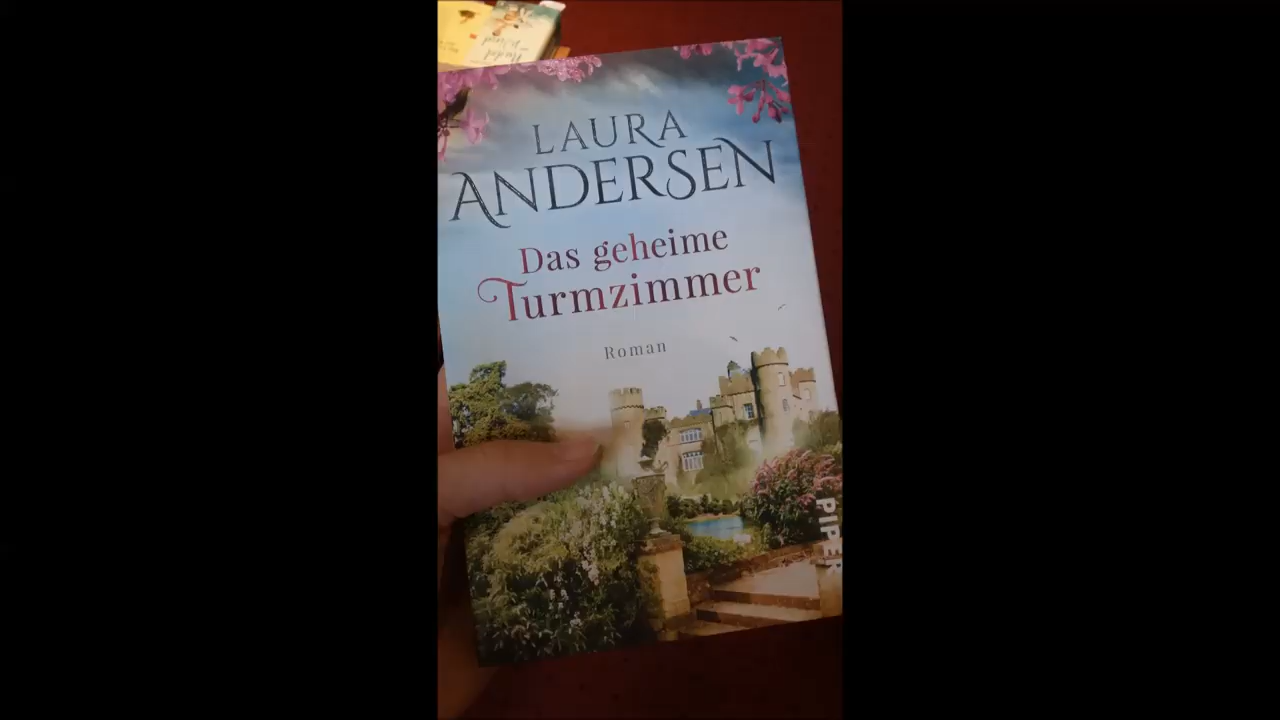 LAURA
ANDERSEN
Das geheime
Turmzimmer
Roman
PIPER